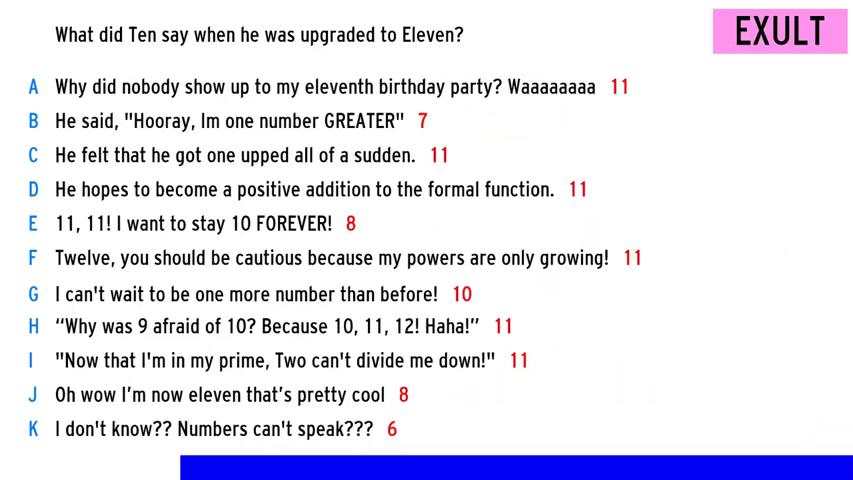 What did Ten say when he was upgraded to Eleven?
EXULT
A Why did nobody show up to my eleventh birthday party? Waaaaaaaa 11
B He said, "Hooray, Im one number GREATER" 7
C He felt that he got one upped all of a sudden. 11
D He hopes to become a positive addition to the formal function. 11
E 11, 11! I want to stay 10 FOREVER! 8
F Twelve, you should be cautious because my powers are only growing! 11
G I can't wait to be one more number than before! 10
H “Why was 9 afraid of 10? Because 10, 11, 12! Haha!” 11
I "Now that I'm in my prime, Two can't divide me down!" 11
J Oh wow I’m now eleven that’s pretty cool 8
K I don't know?? Numbers can't speak??? 6